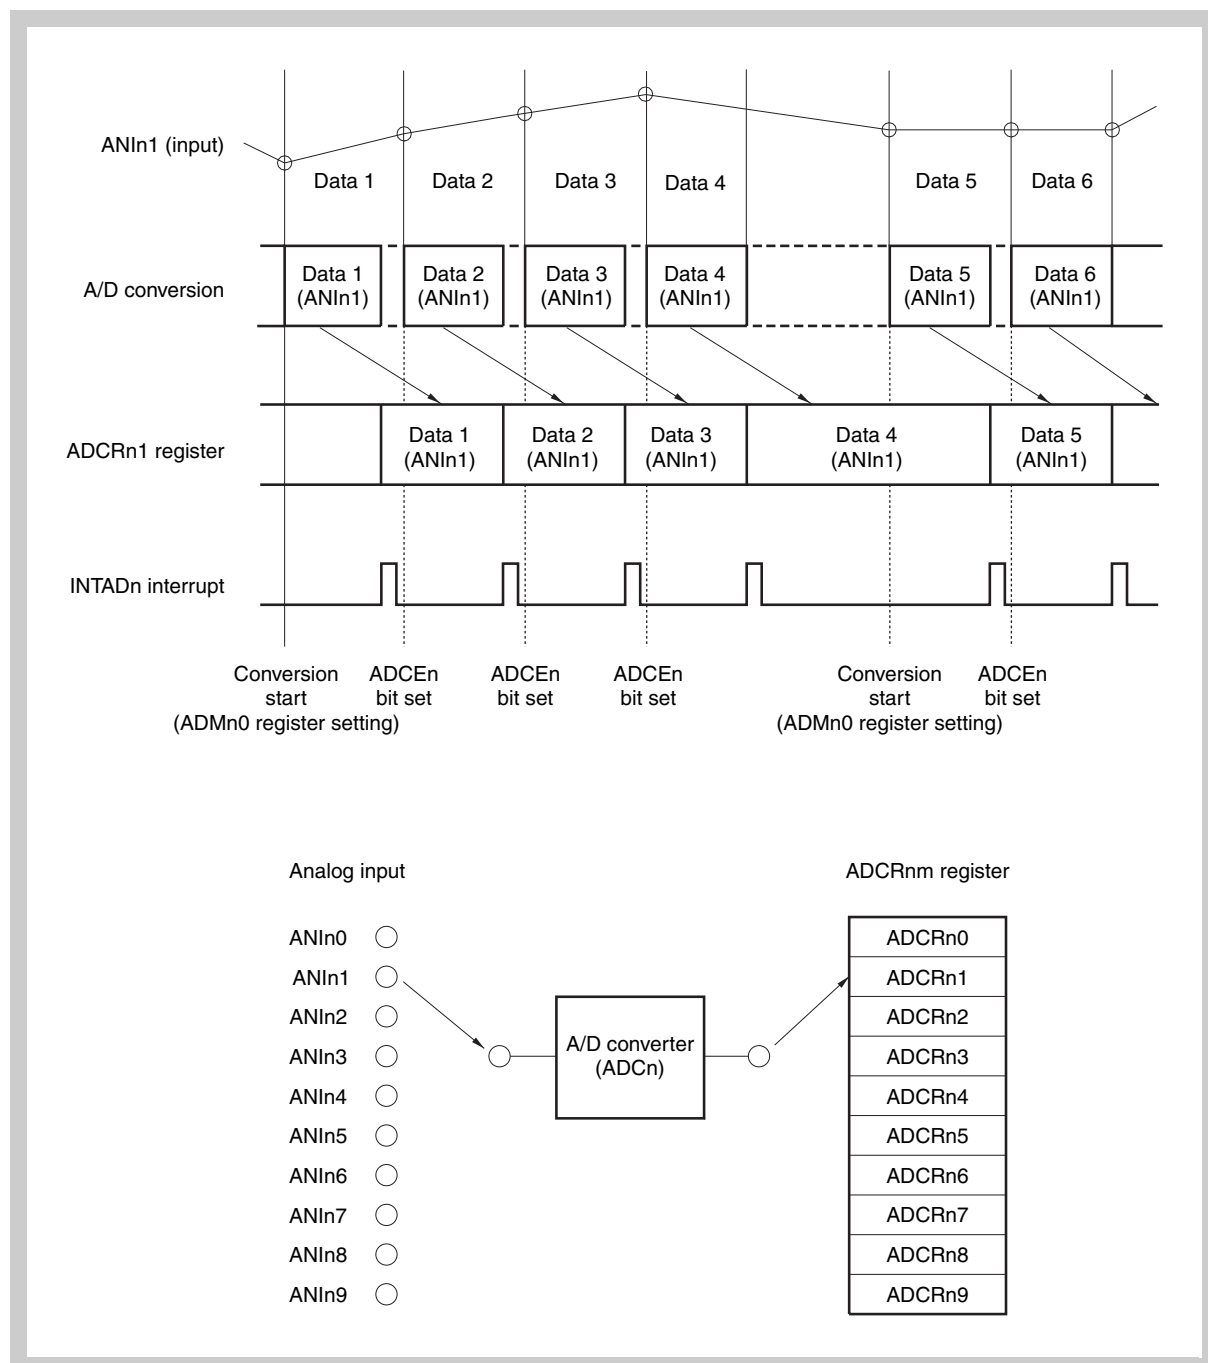 ANIn1 (input)
Data 1 Data 2 Data 3 Data 4 Data 5 Data 6
A/D conversion
Data 1 Data 2 Data 3 Data 4 Data 5 Data 6
(ANIn1) (ANIn1) (ANIn1) (ANIn1) (ANIn1) (ANIn1)
ADCRn1 register
Data 1 Data 2 Data 3 Data 4 Data 5
(ANIn1) (ANIn1) (ANIn1) (ANIn1) (ANIn1)
INTADn interrupt
Conversion ADCEn ADCEn ADCEn Conversion ADCEn
start bit set bit set bit set start bit set
(ADMn0 register setting) (ADMn0 register setting)
Analog input ADCRnm register
ANIn0 ADCRn0
ANIn1 ADCRn1
ANIn2 ADCRn2
A/D converter
(ADCn)
ANIn3 ADCRn3
ANIn4 ADCRn4
ANIn5 ADCRn5
ANIn6 ADCRn6
ANIn7 ADCRn7
ANIn8 ADCRn8
ANIn9 ADCRn9